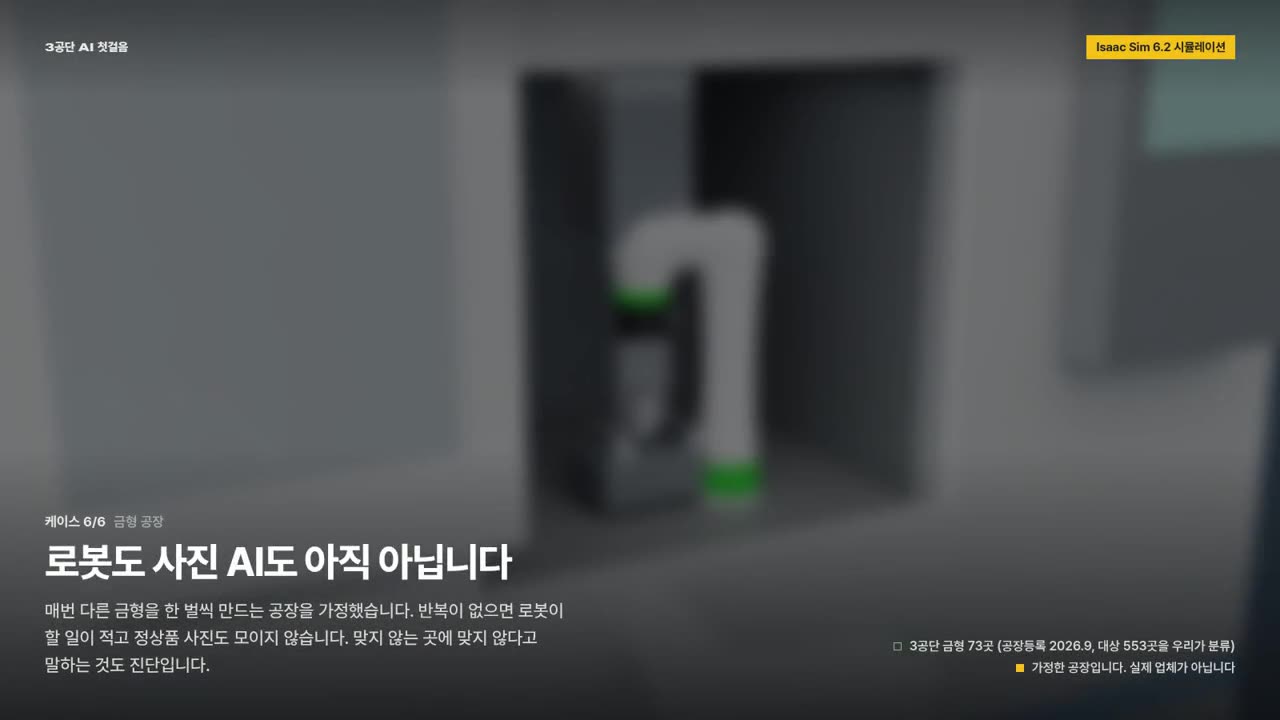 3공단 AI 첫걸음
Isaac Sim 6.2 시뮬레이션
케이스 6/6 금형 공장
로봇도 사진 AI도 아직 아닙니다
매번 다른 금형을 한 벌씩 만드는 공장을 가정했습니다. 반복이 없으면 로봇이
할 일이 적고 정상품 사진도 모이지 않습니다. 맞지 않는 곳에 맞지 않다고
말하는 것도 진단입니다.
3공단 금형 73곳 (공장등록 2026.9, 대상 553곳을 우리가 분류)
가정한 공장입니다. 실제 업체가 아닙니다